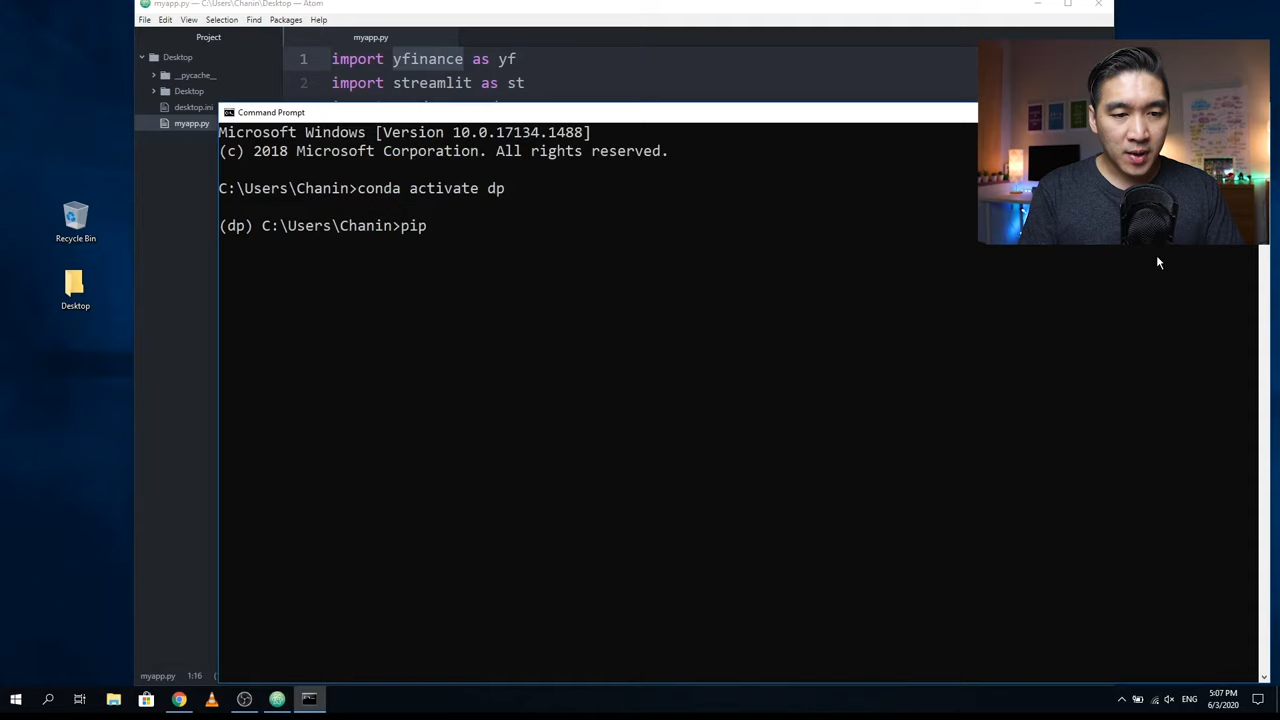 myapp.py — C:\Users\Chanin\Desktop — Atom
File Edit View Selection Find Packages Help
Project
myapp.py
Desktop
__pycache__
Desktop
desktop.ini
myapp.py
1 import yfinance as yf
2 import streamlit as st
Command Prompt
Microsoft Windows [Version 10.0.17134.1488]
(c) 2018 Microsoft Corporation. All rights reserved.
C:\Users\Chanin>conda activate dp
(dp) C:\Users\Chanin>pip
Recycle Bin
Desktop
myapp.py 1:16
ENG
5:07 PM
6/3/2020